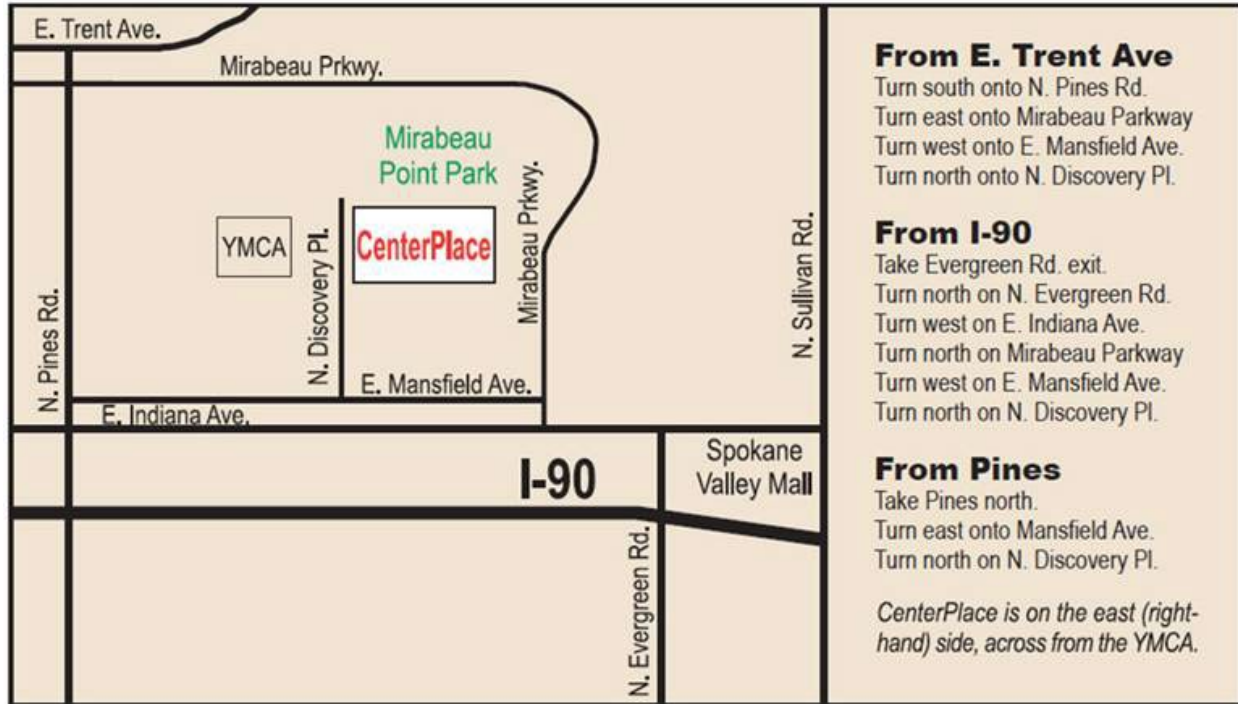 E. Trent Ave.
Mirabeau Prkwy.
Mirabeau
Point Park
YMCA
N. Discovery Pl.
CenterPlace
Mirabeau Prkwy.
N. Sullivan Rd.
N. Pines Rd.
E. Mansfield Ave.
E. Indiana Ave.
I-90
Spokane
Valley Mall
N. Evergreen Rd.
From E. Trent Ave
Turn south onto N. Pines Rd.
Turn east onto Mirabeau Parkway
Turn west onto E. Mansfield Ave.
Turn north onto N. Discovery Pl.
From I-90
Take Evergreen Rd. exit.
Turn north on N. Evergreen Rd.
Turn west on E. Indiana Ave.
Turn north on Mirabeau Parkway
Turn west on E. Mansfield Ave.
Turn north on N. Discovery Pl.
From Pines
Take Pines north.
Turn east onto Mansfield Ave.
Turn north on N. Discovery Pl.
CenterPlace is on the east (right-
hand) side, across from the YMCA.